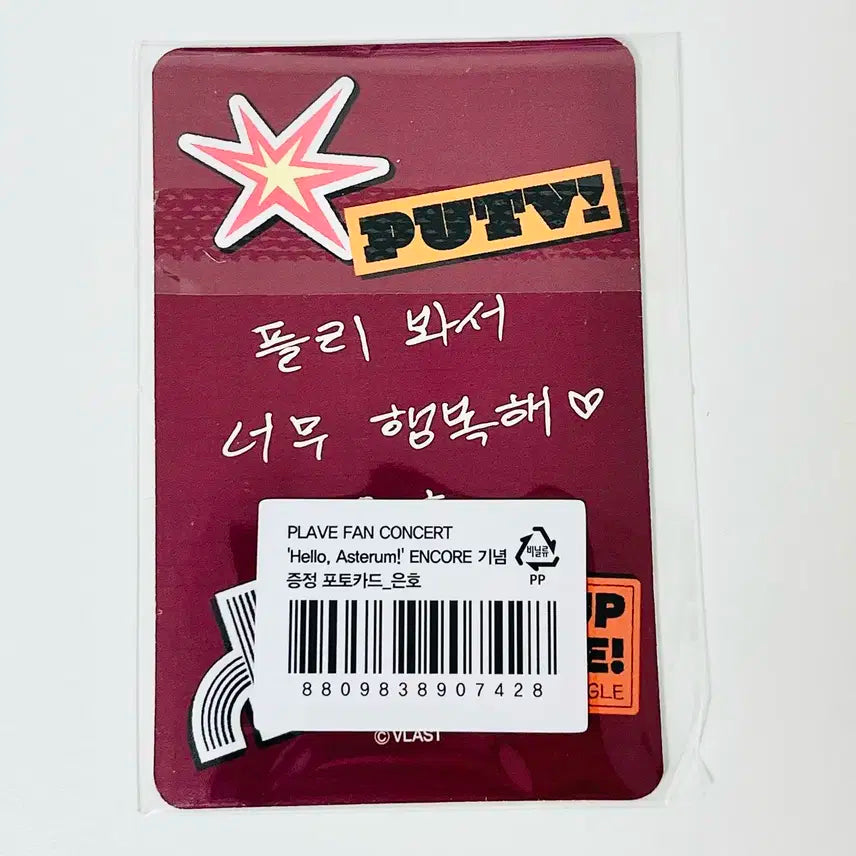 PUTY!
플리 봐서
너무 행복해♡
PLAVE FAN CONCERT
'Hello, Asterum!' ENCORE 기념
증정 포토카드_은호
비닐류
PP
UP
E!
GLE
8809838907428
©VLAST